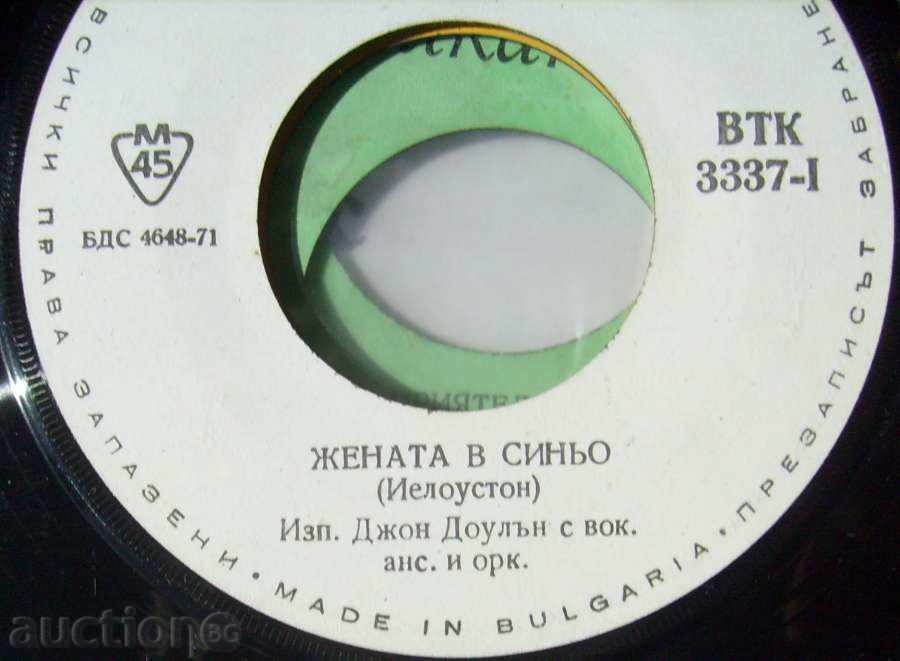 ВСИЧКИ ПРАВА ЗАПАЗЕНИ • MADE IN BULGARIA • ПРЕЗАПИСЪТ ЗАБРАНЕ
М
45
БДС 4648-71
ВТК
3337-I
ЖЕНАТА В СИНЬО
(Иелоустон)
Изп. Джон Доулън с вок.
анс. и орк.
auction BG